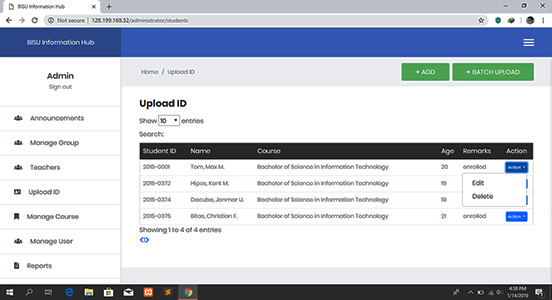 BISU Information Hub
Not secure | 128.199.169.32/administrator/students
BISU Information Hub
Admin
Sign out
Announcements
Manage Group
Teachers
Upload ID
Manage Course
Manage User
Reports
Home / Upload ID
+ ADD
+ BATCH UPLOAD
Upload ID
Show 10 entries
Search:
Student ID Name Course Age Remarks Action
2015-0001 Tom, Max M. Bachelor of Science in Information Technology 20 enrolled Action
2015-0372 Hipos, Kent M. Bachelor of Science in Information Technology 19
2015-0374 Dacuba, Jonmar U. Bachelor of Science in Information Technology 19
2015-0375 Bitos, Christian F. Bachelor of Science in Information Technology 21 enrolled Action
Edit
Delete
Showing 1 to 4 of 4 entries
4:38 PM
1/14/2019